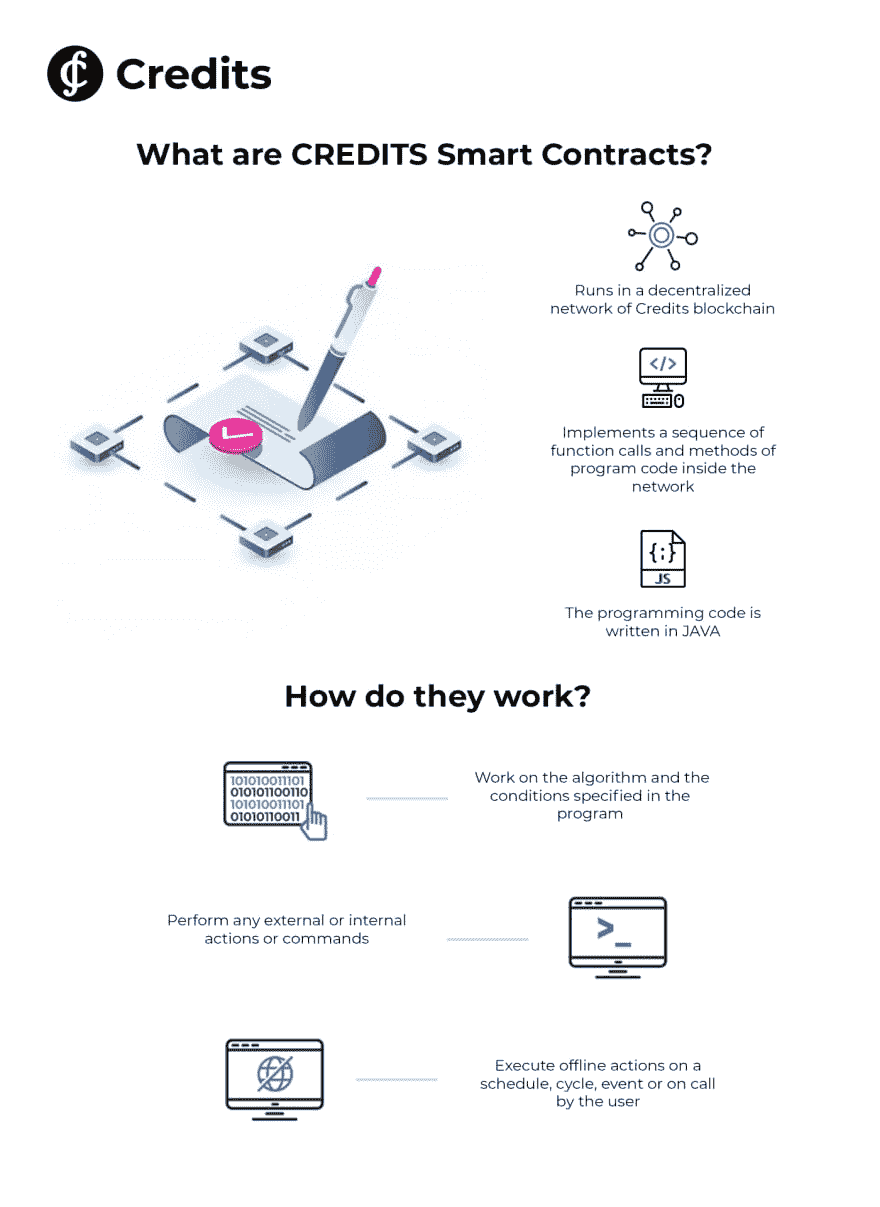 Credits
What are CREDITS Smart Contracts?
Runs in a decentralized
network of Credits blockchain
</>
Implements a sequence of
function calls and methods of
program code inside the
network
{;}
JS
The programming code is
written in JAVA
How do they work?
101010011101
010101100110
101010011101
01010110011
Work on the algorithm and the
conditions specified in the
program
Perform any external or internal
actions or commands
>_
Execute offline actions on a
schedule, cycle, event or on call
by the user